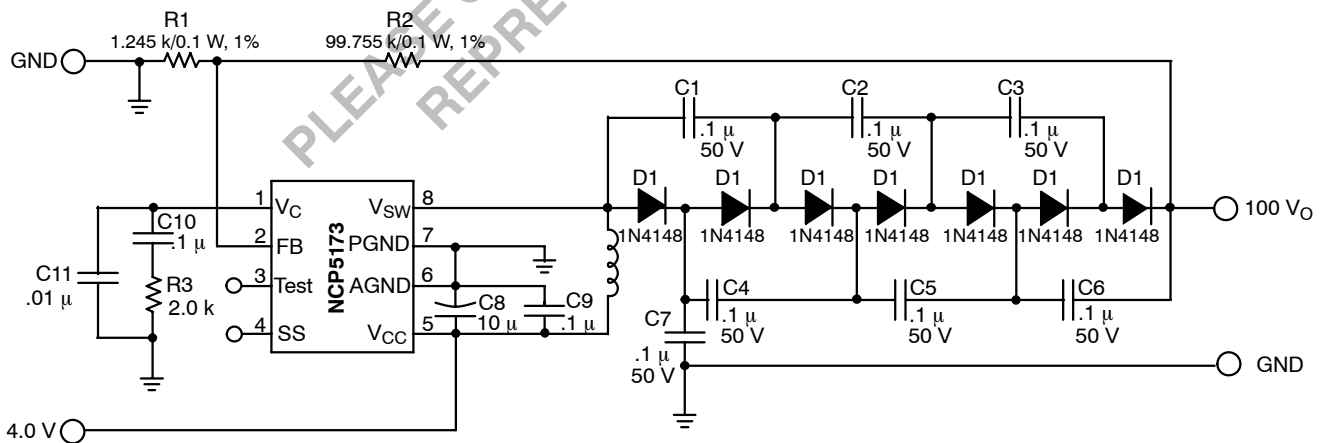 PLEASE
REPRE
R1
1.245 k/0.1 W, 1%
R2
99.755 k/0.1 W, 1%
GND
C1
.1 μ
50 V
C2
.1 μ
50 V
C3
.1 μ
50 V
D1
D1
D1
D1
D1
D1
D1
1N4148
1N4148
1N4148
1N4148
1N4148
1N4148
1N4148
100 VO
C11
.01 μ
C10
.1 μ
R3
2.0 k
1
VC
2
FB
3
Test
4
SS
NCP5173
VSW
8
PGND
7
AGND
6
VCC
5
C8
10 μ
C9
.1 μ
C7
.1 μ
50 V
C4
.1 μ
50 V
C5
.1 μ
50 V
C6
.1 μ
50 V
GND
4.0 V